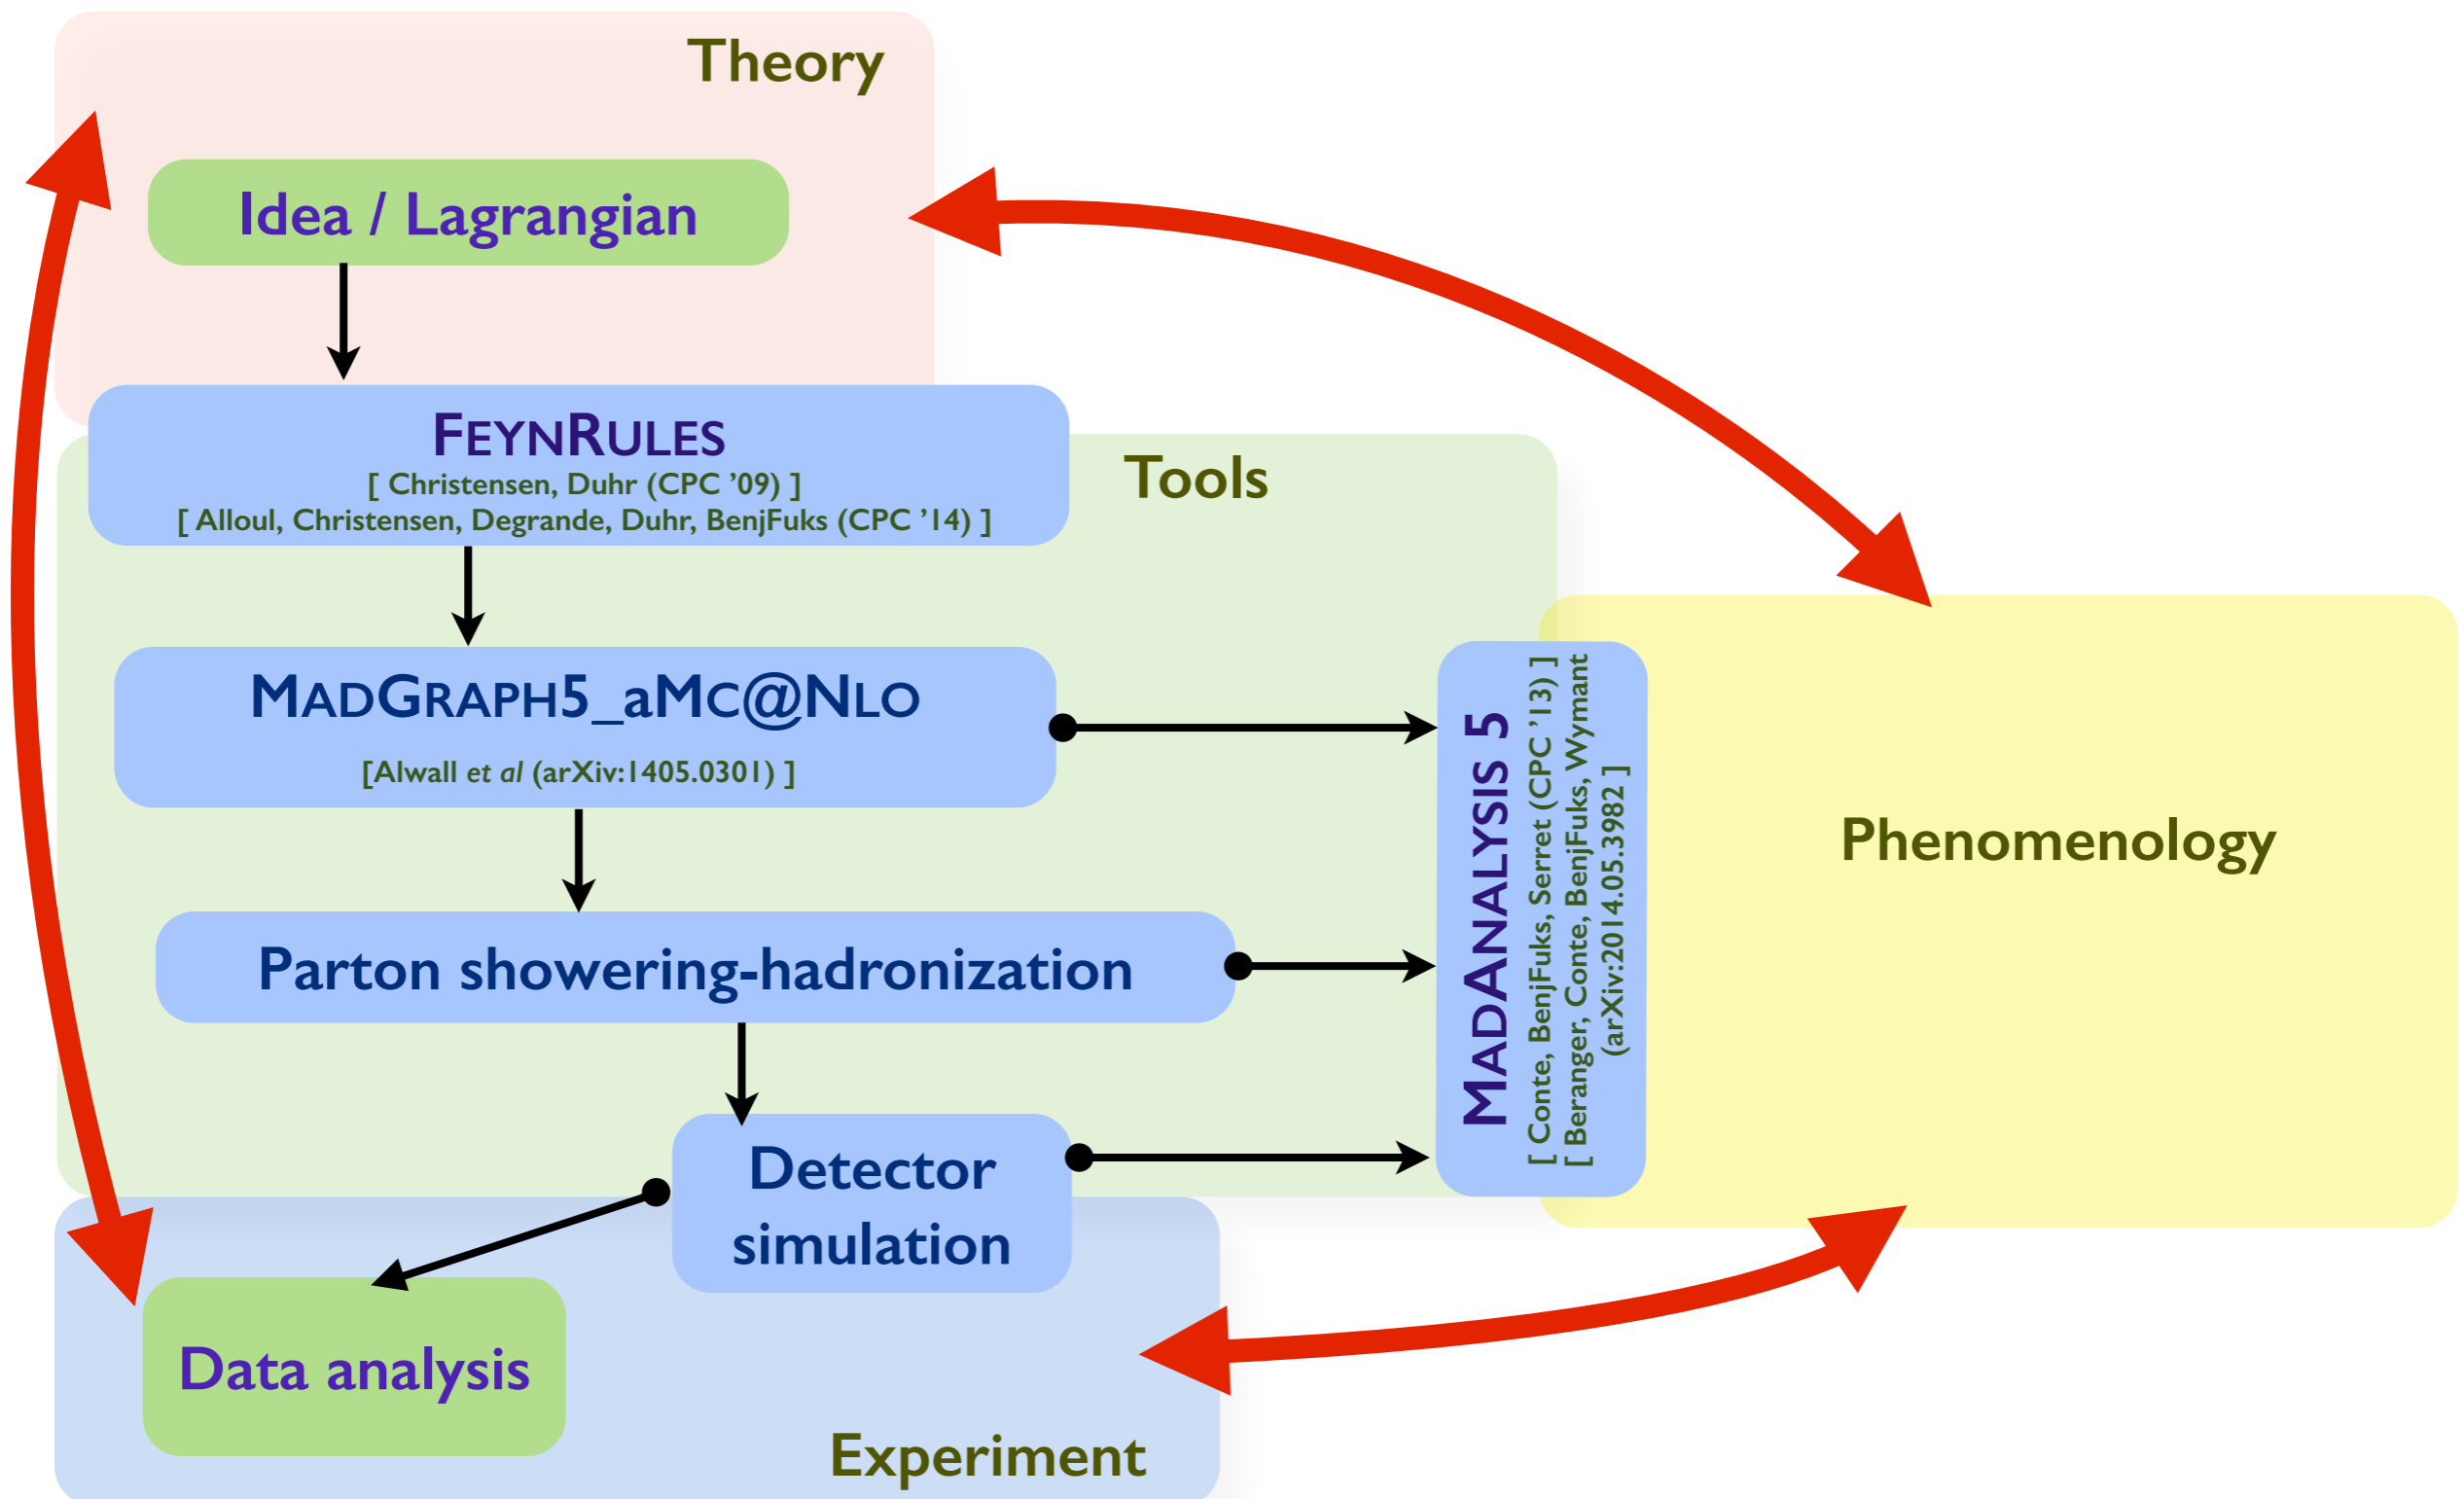 Theory
Idea / Lagrangian
FEYNRULES
[ Christensen, Duhr (CPC ’09) ]
[ Alloul, Christensen, Degrande, Duhr, BenjFuks (CPC ’14) ]
Tools
MADGRAPH5_aMC@NLO
[Alwall et al (arXiv:1405.0301) ]
MADANALYSIS 5
[ Conte, BenjFuks, Serret (CPC ’13) ]
[ Beranger, Conte, BenjFuks, Wymant
(arXiv:2014.05.3982 ]
Phenomenology
Parton showering-hadronization
Detector
simulation
Data analysis
Experiment